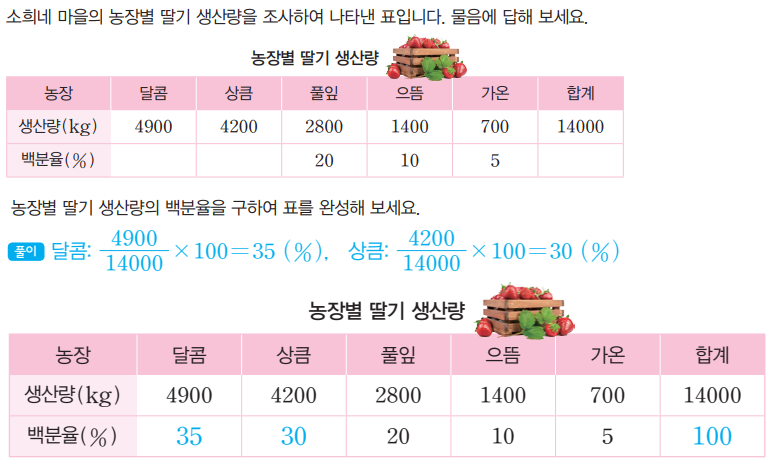 소희네 마을의 농장별 딸기 생산량을 조사하여 나타낸 표입니다. 물음에 답해 보세요.
농장별 딸기 생산량
농장 달콤 상큼 풀잎 으뜸 가온 합계
생산량(kg) 4900 4200 2800 1400 700 14000
백분율(%) 20 10 5
농장별 딸기 생산량의 백분율을 구하여 표를 완성해 보세요.
풀이 달콤: 4900/14000 ×100=35 (%), 상큼: 4200/14000 ×100=30 (%)
농장별 딸기 생산량
농장 달콤 상큼 풀잎 으뜸 가온 합계
생산량(kg) 4900 4200 2800 1400 700 14000
백분율(%) 35 30 20 10 5 100